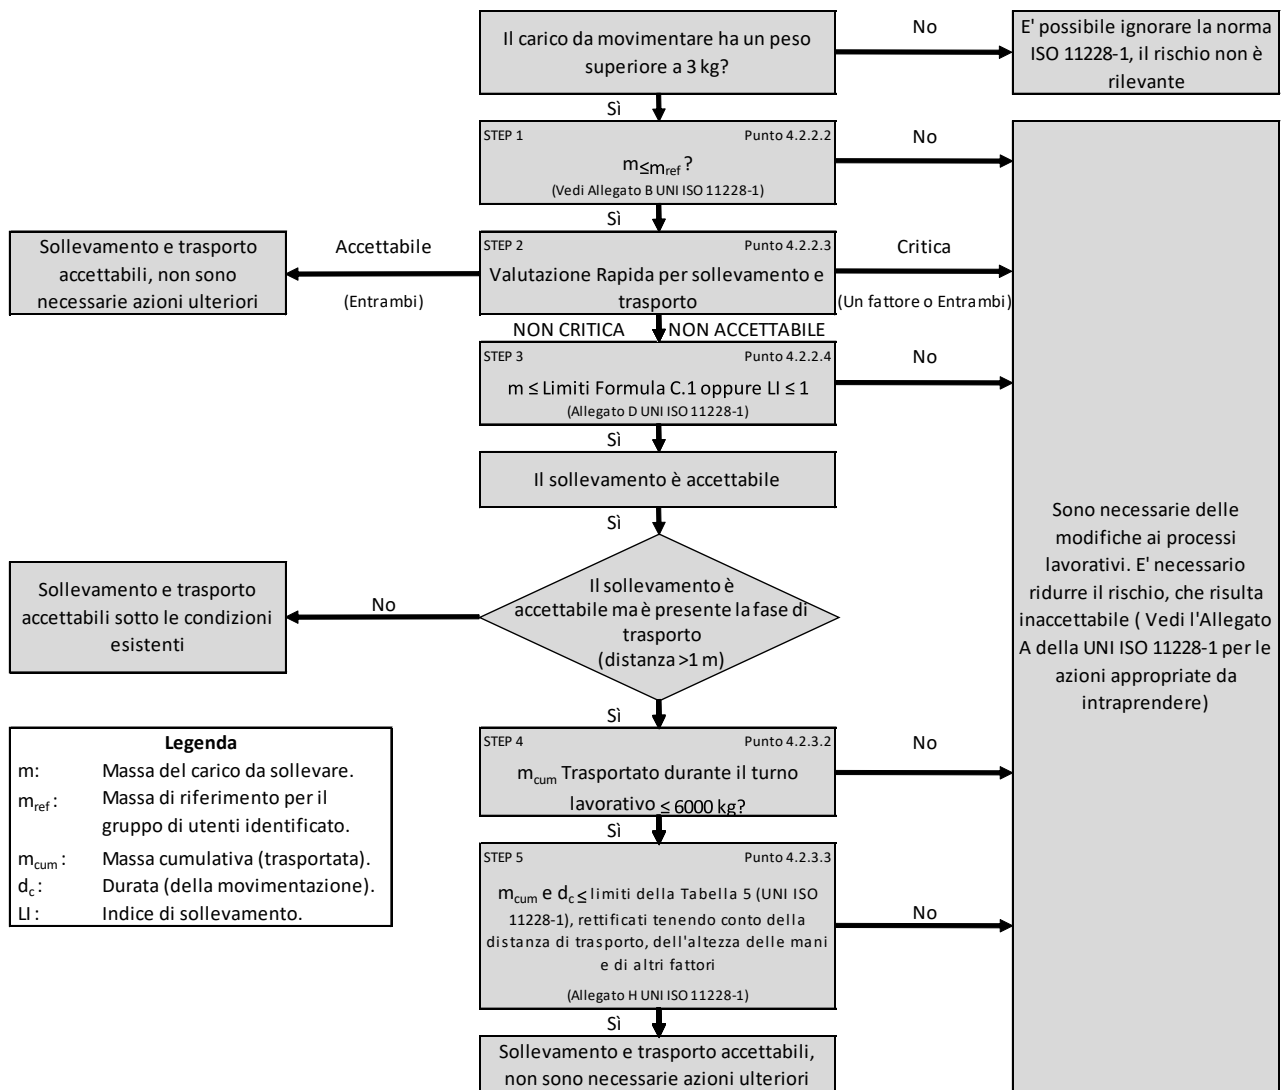 Il carico da movimentare ha un peso
superiore a 3 kg?
No
E' possibile ignorare la norma
ISO 11228-1, il rischio non è
rilevante
Sì
STEP 1 Punto 4.2.2.2
m≤mref ?
(Vedi Allegato B UNI ISO 11228-1)
No
Sì
Sollevamento e trasporto
accettabili, non sono
necessarie azioni ulteriori
Accettabile
(Entrambi)
STEP 2 Punto 4.2.2.3
Valutazione Rapida per sollevamento e
trasporto
Critica
(Un fattore o Entrambi)
NON CRITICA NON ACCETTABILE
STEP 3 Punto 4.2.2.4
m ≤ Limiti Formula C.1 oppure LI ≤ 1
(Allegato D UNI ISO 11228-1)
No
Sì
Il sollevamento è accettabile
Sì
Sono necessarie delle
modifiche ai processi
lavorativi. E' necessario
ridurre il rischio, che risulta
inaccettabile ( Vedi l'Allegato
A della UNI ISO 11228-1 per le
azioni appropriate da
intraprendere)
Il sollevamento è
accettabile ma è presente la fase di
trasporto
(distanza >1 m)
No
Sollevamento e trasporto
accettabili sotto le condizioni
esistenti
Sì
STEP 4 Punto 4.2.3.2
mcum Trasportato durante il turno
lavorativo ≤ 6000 kg?
No
Sì
Legenda
m: Massa del carico da sollevare.
mref : Massa di riferimento per il
gruppo di utenti identificato.
mcum : Massa cumulativa (trasportata).
dc : Durata (della movimentazione).
LI : Indice di sollevamento.
STEP 5 Punto 4.2.3.3
mcum e dc ≤ limiti della Tabella 5 (UNI ISO
11228-1), rettificati tenendo conto della
distanza di trasporto, dell'altezza delle mani
e di altri fattori
(Allegato H UNI ISO 11228-1)
No
Sì
Sollevamento e trasporto accettabili,
non sono necessarie azioni ulteriori